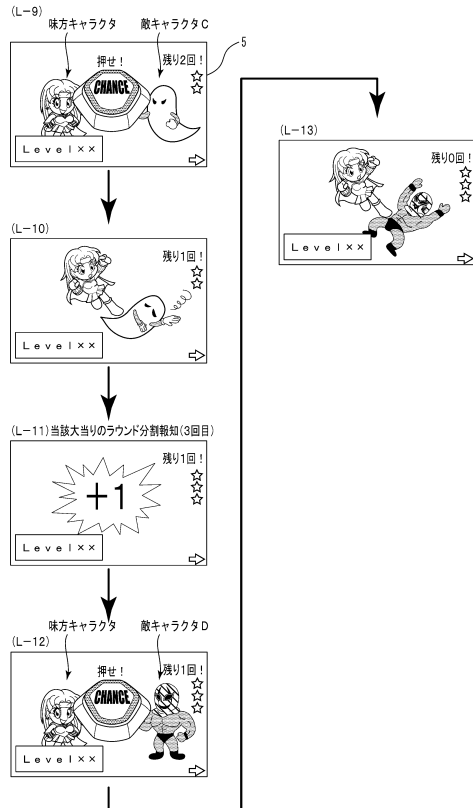 (L-9)
味方キャラクタ 敵キャラクタC
5
押せ! 残り2回!
CHANCE
☆
☆
Level××
(L-10)
残り1回!
☆
☆
Level××
(L-11)当該大当りのラウンド分割報知(3回目)
残り1回!
☆
☆
☆
+1
Level××
味方キャラクタ 敵キャラクタD
(L-12)
押せ! 残り1回!
☆
☆
☆
CHANCE
Level××
(L-13)
残り0回!
☆
☆
☆
Level××